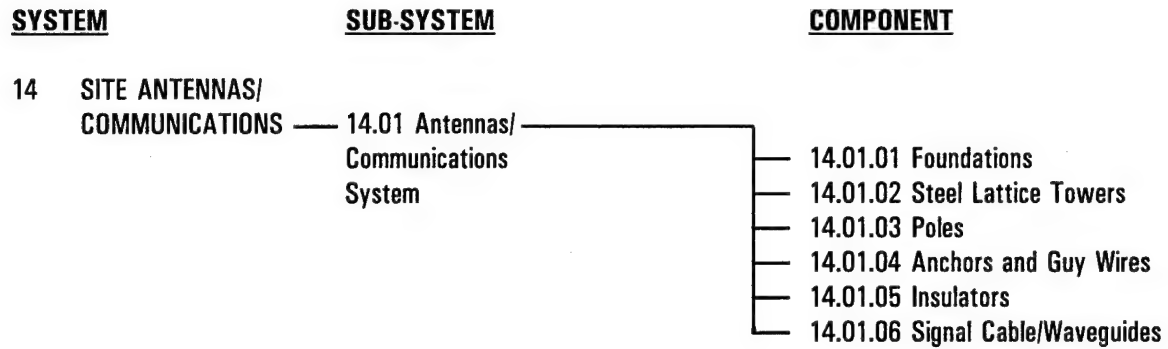 SYSTEM SUB-SYSTEM COMPONENT
14 SITE ANTENNAS/
COMMUNICATIONS 14.01 Antennas/
Communications
System
14.01.01 Foundations
14.01.02 Steel Lattice Towers
14.01.03 Poles
14.01.04 Anchors and Guy Wires
14.01.05 Insulators
14.01.06 Signal Cable/Waveguides